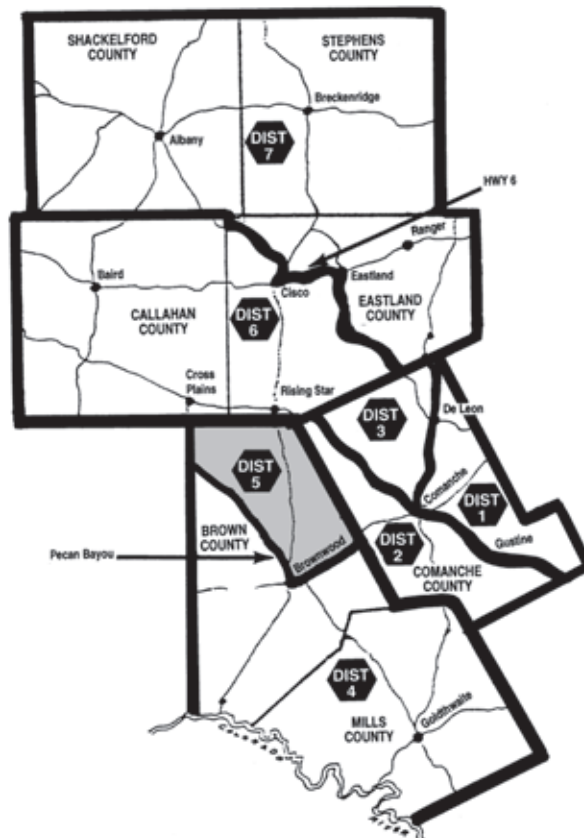 SHACKELFORD
COUNTY
STEPHENS
COUNTY
Breckenridge
Albany
DIST
7
HWY 6
Ranger
Baird
Eastland
Cisco
EASTLAND
COUNTY
CALLAHAN
COUNTY
DIST
6
Cross
Plains
Rising Star
De Leon
DIST
3
DIST
5
Comanche
DIST
1
BROWN
COUNTY
Gustine
Pecan Bayou
Brownwood
DIST
2
COMANCHE
COUNTY
DIST
4
MILLS
COUNTY
Goldthwaite
COLORADO
RIVER